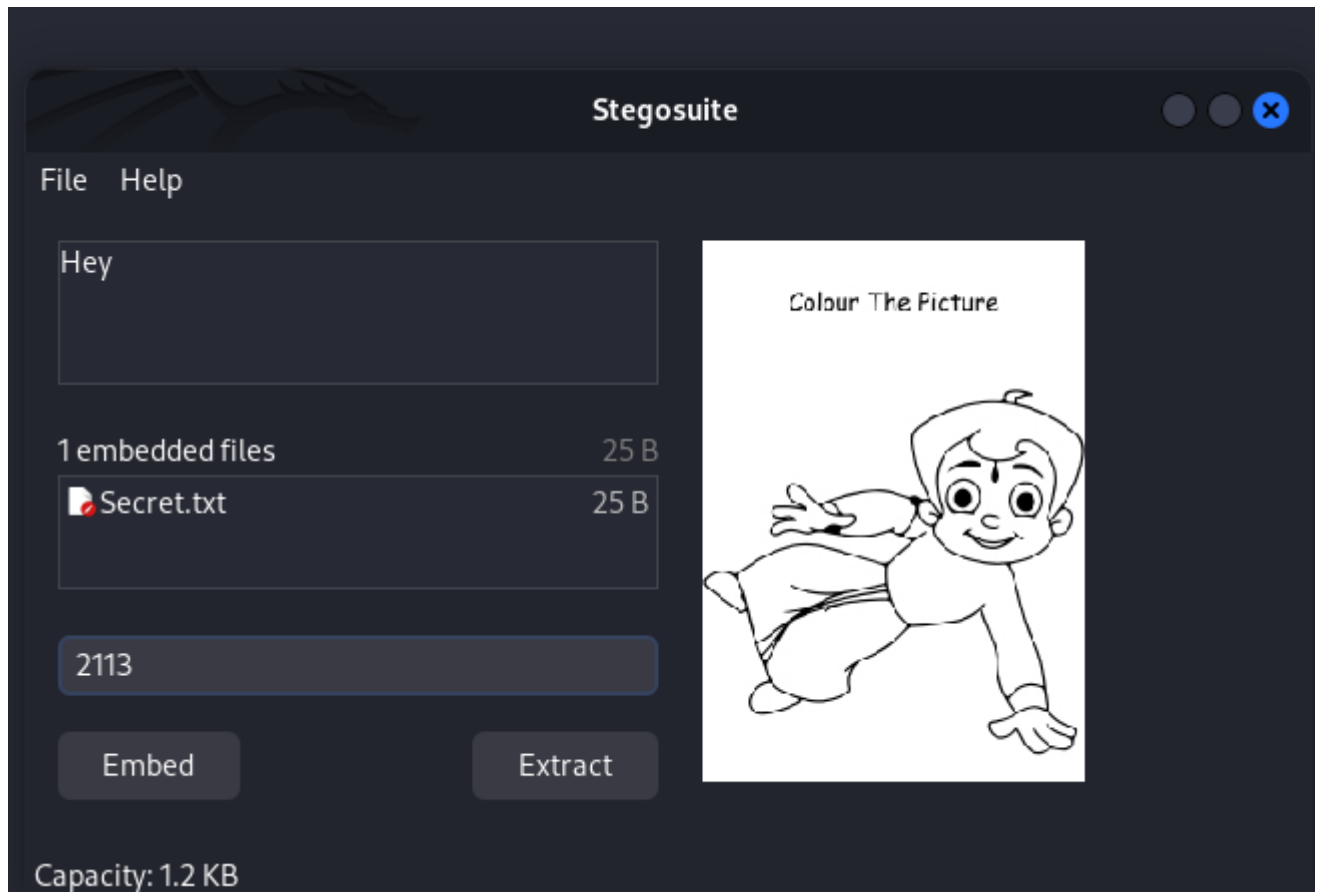 Stegosuite
File Help
Hey
1 embedded files 25 B
Secret.txt 25 B
2113
Embed Extract
Capacity: 1.2 KB
Colour The Picture